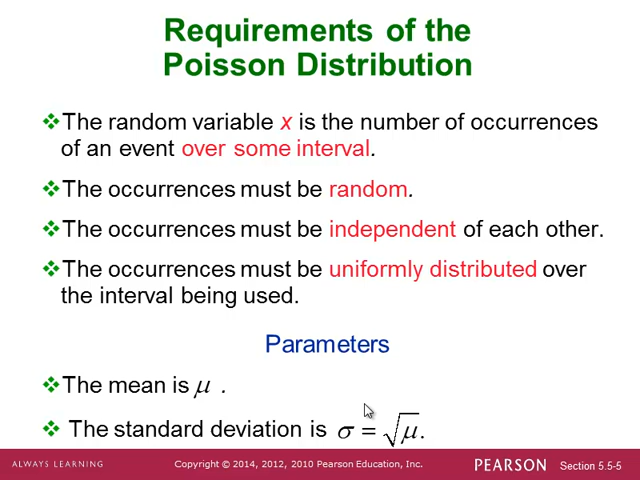 Requirements of the
Poisson Distribution
❖The random variable x is the number of occurrences
of an event over some interval.
❖The occurrences must be random.
❖The occurrences must be independent of each other.
❖The occurrences must be uniformly distributed over
the interval being used.
Parameters
❖The mean is μ .
❖ The standard deviation is σ = √μ.
ALWAYS LEARNING
Copyright © 2014, 2012, 2010 Pearson Education, Inc.
PEARSON
Section 5.5-5